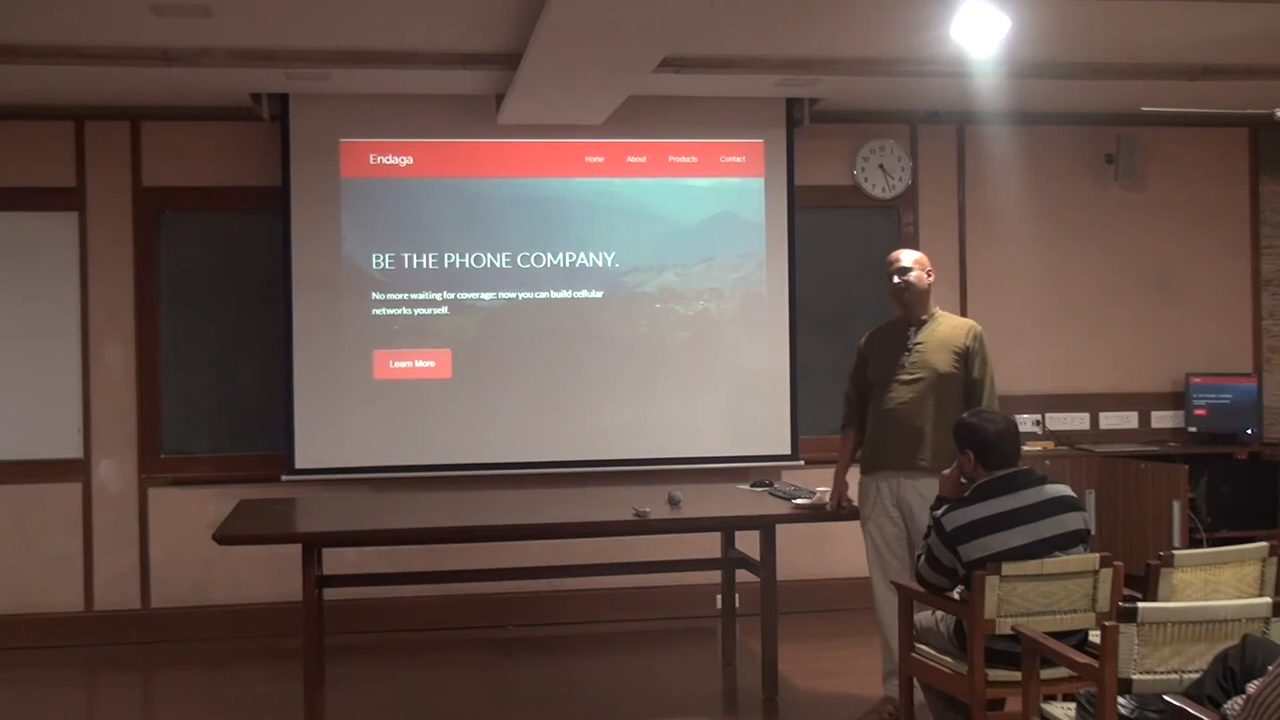 Endaga
Home About Products Contact
BE THE PHONE COMPANY.
No more waiting for coverage: now you can build cellular
networks yourself.
Learn More